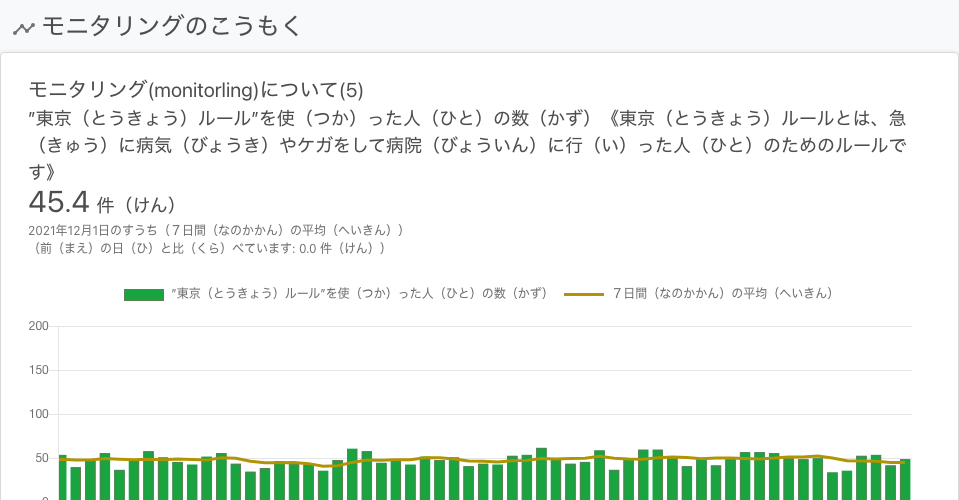 モニタリングのこうもく
モニタリング(monitorling)について(5)
”東京（とうきょう）ルール”を使（つか）った人（ひと）の数（かず）《東京（とうきょう）ルールとは、急
（きゅう）に病気（びょうき）やケガをして病院（びょういん）に行（い）った人（ひと）のためのルールで
す》
45.4 件（けん）
2021年12月1日のすうち（７日間（なのかかん）の平均（へいきん））
（前（まえ）の日（ひ）と比（くら）べています: 0.0 件（けん））
”東京（とうきょう）ルール”を使（つか）った人（ひと）の数（かず） ７日間（なのかかん）の平均（へいきん）
200
150
100
50
0